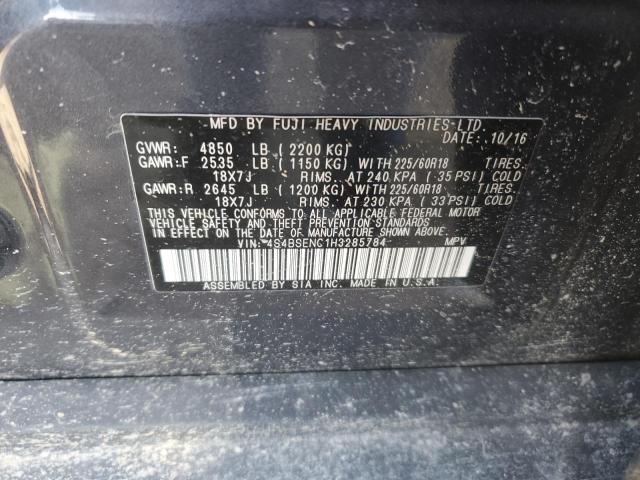 MFD BY FUJI HEAVY INDUSTRIES LTD.
DATE: 10/16
GVWR: 4850 LB (2200 KG)
GAWR:F 2535 LB (1150 KG) WITH 225/60R18
18X7J RIMS. AT 240 KPA (35 PSI) COLD
GAWR:R 2645 LB (1200 KG) WITH 225/60R18
18X7J RIMS. AT 230 KPA (33 PSI) COLD
THIS VEHICLE CONFORMS TO ALL APPLICABLE FEDERAL MOTOR
VEHICLE SAFETY AND THEFT PREVENTION STANDARDS
IN EFFECT ON THE DATE OF MANUFACTURE SHOWN ABOVE.
VIN: 4S4BSENC1H3285784 MPV
ASSEMBLED BY SIA INC. MADE IN U.S.A.